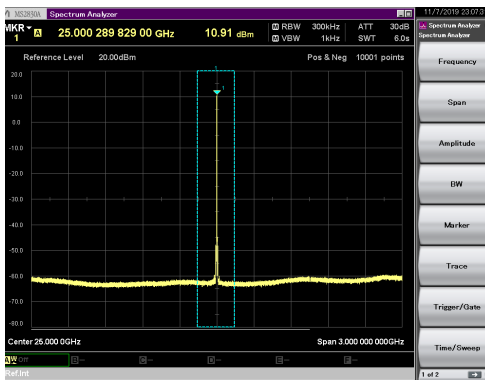 MS2830A Spectrum Analyzer
11/7/2019 23:07:3
MKR 1 A 25.000 289 829 00 GHz 10.91 dBm
M RBW 300kHz ATT 30dB
M VBW 1kHz SWT 6.0s
Spectrum Analyzer
Spectrum Analyzer
Reference Level 20.00dBm Pos & Neg 10001 points
1
20.0
1
10.0
0.0
-10.0
-20.0
-30.0
-40.0
-50.0
-60.0
-70.0
-80.0
Center 25.000 0GHz Span 3.000 000 000GHz
A W Off
Ref.Int
Frequency
Span
Amplitude
BW
Marker
Trace
Trigger/Gate
Time/Sweep
1 of 2